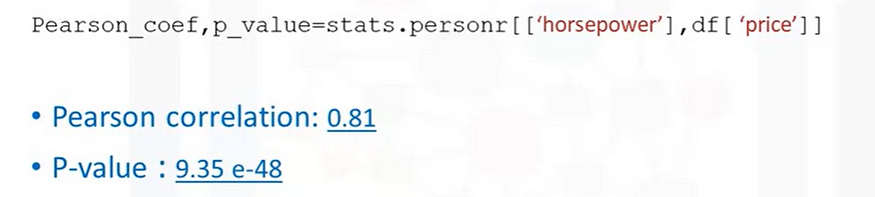 Pearson_coef,p_value=stats.personr[[‘horsepower’],df[ ‘price’]]
• Pearson correlation: 0.81
• P-value : 9.35 e-48